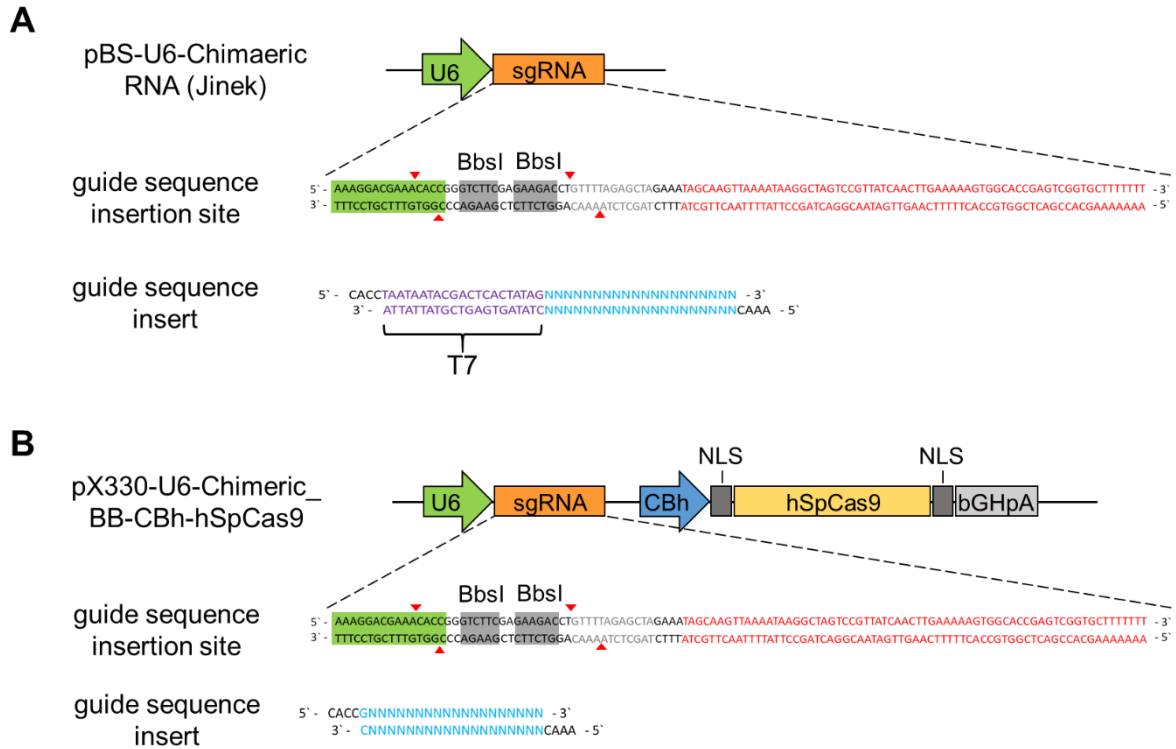 A
pBS-U6-Chimaeric
RNA (Jinek)
U6
sgRNA
BbsI BbsI
guide sequence
insertion site
5`- AAAGGACGAAACACCGGGTCTTCGAGAAGACCTGTTTTAGAGCTAGAAATAGCAAGTTAAAATAAGGCTAGTCCGTTATCAACTTGAAAAAGTGGCACCGAGTCGGTGCTTTTTTT -3`
3`- TTTCCTGCTTTGTGGCCCAGAAGCTCTTCTGGACAAAATCTCGATCTTTATCGTTCAATTTTATTCCGATCAGGCAATAGTTGAACTTTTTCACCGTGGCTCAGCCACGAAAAAAA -5`
guide sequence
insert
5`- CACCTAATAATACGACTCACTATAGNNNNNNNNNNNNNNNNNNNN -3`
3`- ATTATTATGCTGAGTGATATCNNNNNNNNNNNNNNNNNNNNCAAA -5`
T7
B
pX330-U6-Chimeric_
BB-CBh-hSpCas9
U6
sgRNA
CBh
NLS
hSpCas9
NLS
bGHpA
BbsI BbsI
guide sequence
insertion site
5`- AAAGGACGAAACACCGGGTCTTCGAGAAGACCTGTTTTAGAGCTAGAAATAGCAAGTTAAAATAAGGCTAGTCCGTTATCAACTTGAAAAAGTGGCACCGAGTCGGTGCTTTTTTT -3`
3`- TTTCCTGCTTTGTGGCCCAGAAGCTCTTCTGGACAAAATCTCGATCTTTATCGTTCAATTTTATTCCGATCAGGCAATAGTTGAACTTTTTCACCGTGGCTCAGCCACGAAAAAAA -5`
guide sequence
insert
5`- CACCGNNNNNNNNNNNNNNNNNNN -3`
3`- CNNNNNNNNNNNNNNNNNNNCAAA -5`